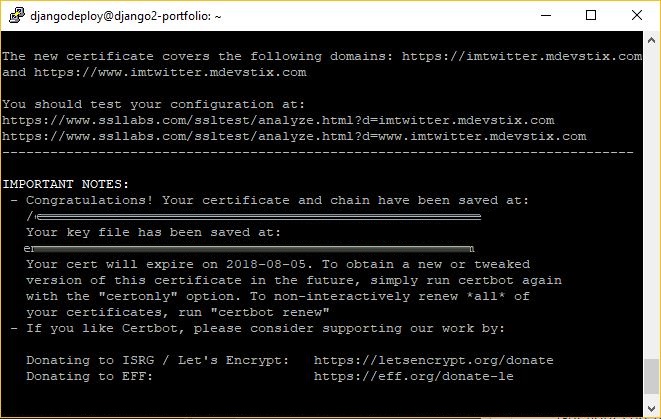 djangodeploy@django2-portfolio: ~
The new certificate covers the following domains: https://imtwitter.mdevstix.com
and https://www.imtwitter.mdevstix.com
You should test your configuration at:
https://www.ssllabs.com/ssltest/analyze.html?d=imtwitter.mdevstix.com
https://www.ssllabs.com/ssltest/analyze.html?d=www.imtwitter.mdevstix.com
-------------------------------------------------------------------------------
IMPORTANT NOTES:
- Congratulations! Your certificate and chain have been saved at:
Your key file has been saved at:
Your cert will expire on 2018-08-05. To obtain a new or tweaked
version of this certificate in the future, simply run certbot again
with the "certonly" option. To non-interactively renew *all* of
your certificates, run "certbot renew"
- If you like Certbot, please consider supporting our work by:
Donating to ISRG / Let's Encrypt: https://letsencrypt.org/donate
Donating to EFF: https://eff.org/donate-le